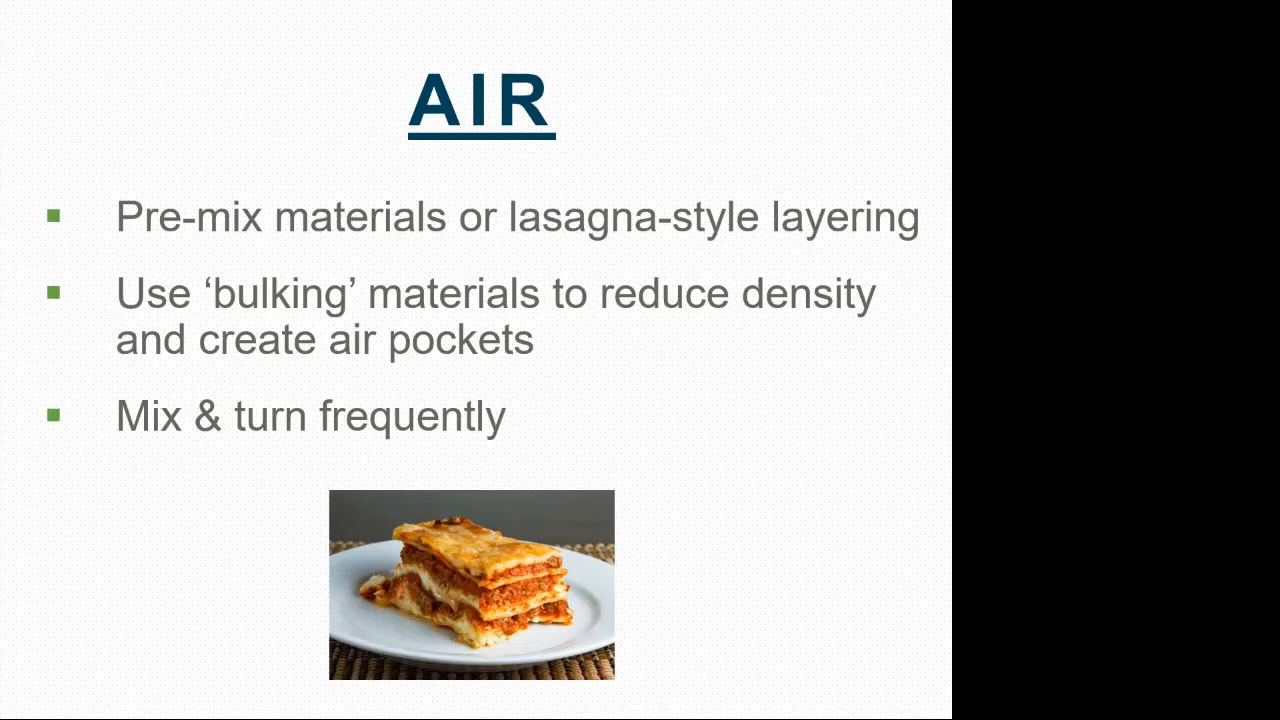 AIR
Pre-mix materials or lasagna-style layering
Use ‘bulking’ materials to reduce density
and create air pockets
Mix & turn frequently